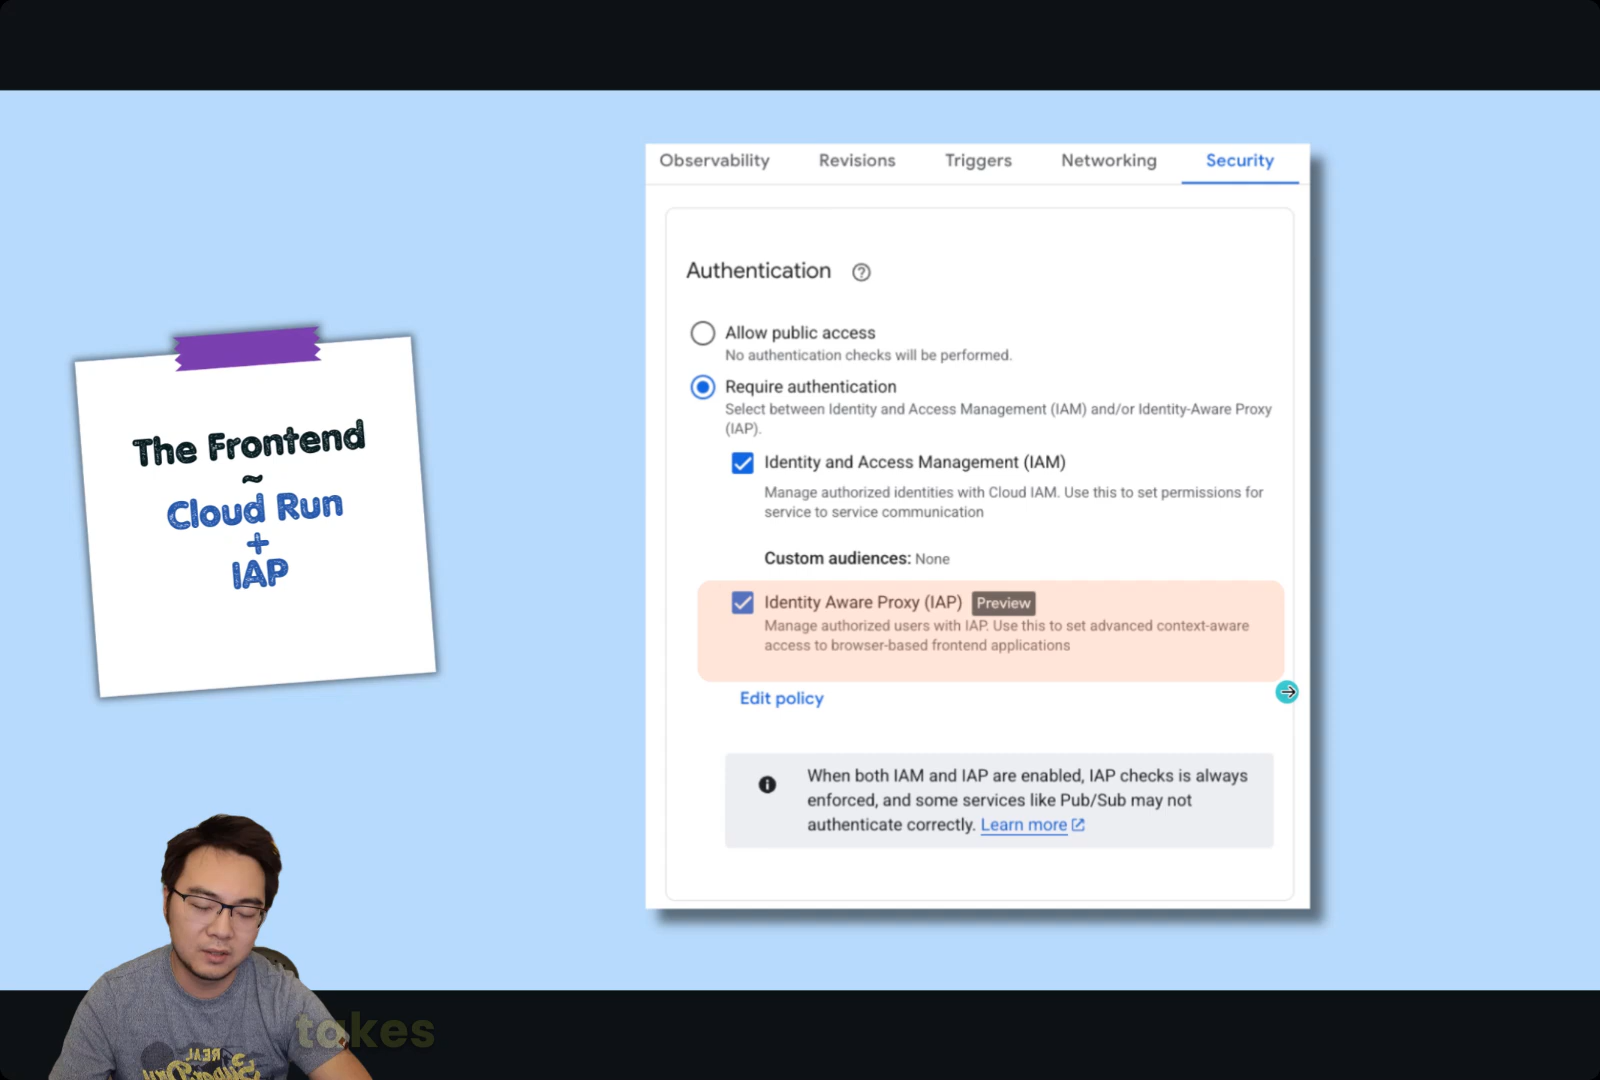 Observability Revisions Triggers Networking Security
Authentication
Allow public access
No authentication checks will be performed.
Require authentication
Select between Identity and Access Management (IAM) and/or Identity-Aware Proxy
(IAP).
Identity and Access Management (IAM)
Manage authorized identities with Cloud IAM. Use this to set permissions for
service to service communication
Custom audiences: None
Identity Aware Proxy (IAP) Preview
Manage authorized users with IAP. Use this to set advanced context-aware
access to browser-based frontend applications
Edit policy
When both IAM and IAP are enabled, IAP checks is always
enforced, and some services like Pub/Sub may not
authenticate correctly. Learn more
The Frontend
~
Cloud Run
+
IAP
takes
REAL